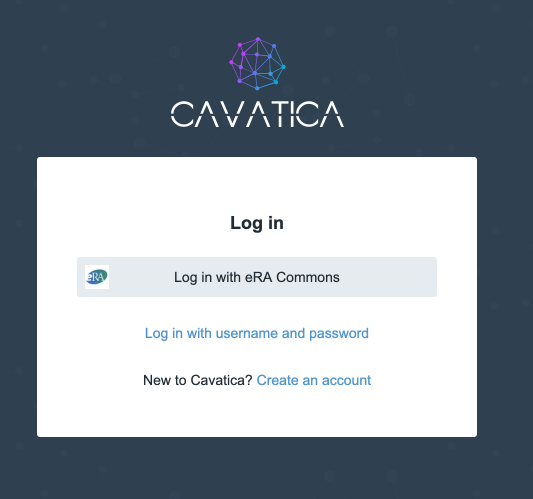 CAVATICA
Log in
eRA
Log in with eRA Commons
Log in with username and password
New to Cavatica? Create an account